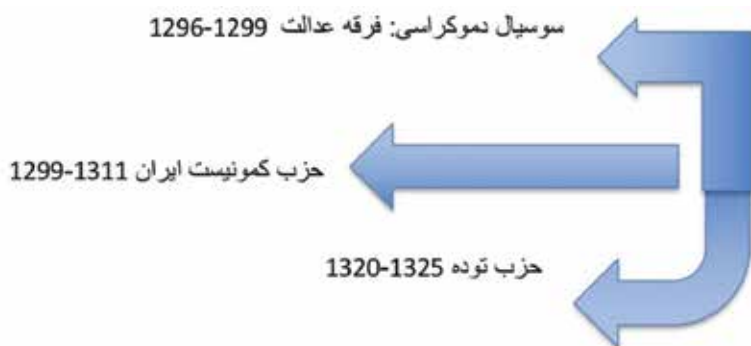 سوسیال دموکراسی: فرقه عدالت 1299-1296
حزب کمونیست ایران 1311-1299
حزب توده 1325-1320